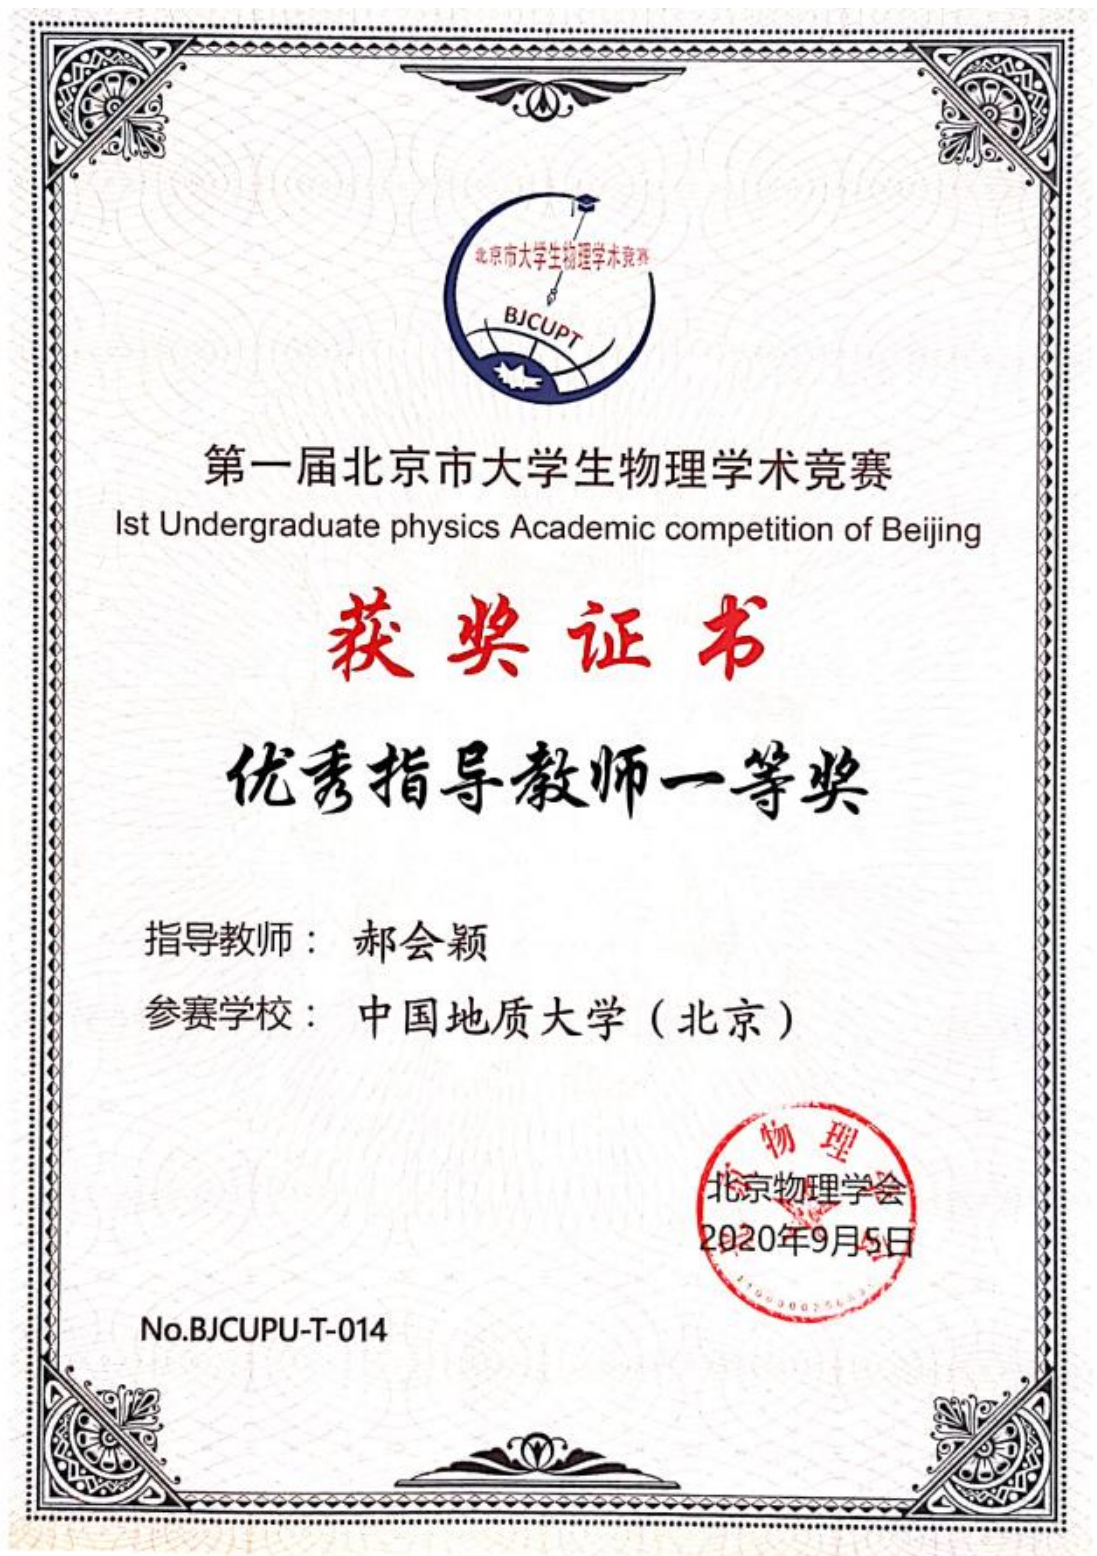 北京市大学生物理学术竞赛
BJCUPT
第一届北京市大学生物理学术竞赛
Ist Undergraduate physics Academic competition of Beijing
获奖证书
优秀指导教师一等奖
指导教师： 郝会颖
参赛学校： 中国地质大学（北京）
物理
北京物理学会
2020年9月5日
No.BJCUPU-T-014